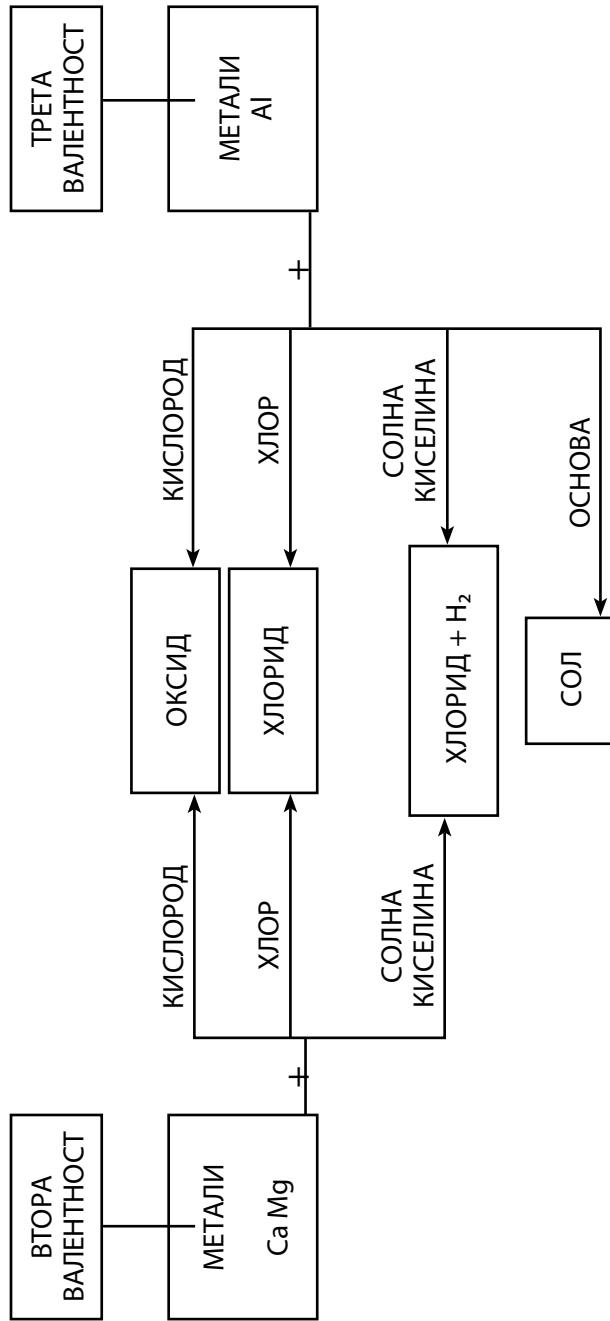 ВТОРА
ВАЛЕНТНОСТ
МЕТАЛИ
Ca Mg
+
КИСЛОРОД
ХЛОР
СОЛНА
КИСЕЛИНА
ОКСИД
ХЛОРИД
ХЛОРИД + H₂
СОЛ
КИСЛОРОД
ХЛОР
СОЛНА
КИСЕЛИНА
ОСНОВА
+
ТРЕТА
ВАЛЕНТНОСТ
МЕТАЛИ
Al